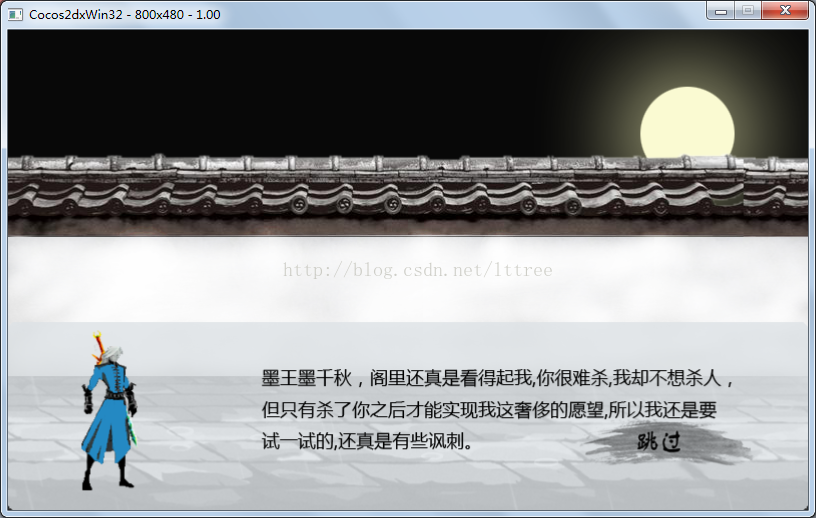 Cocos2dxWin32 - 800x480 - 1.00
http://blog.csdn.net/lttree
墨王墨千秋，阁里还真是看得起我,你很难杀,我却不想杀人，
但只有杀了你之后才能实现我这奢侈的愿望,所以我还是要
试一试的,还真是有些讽刺。
跳过